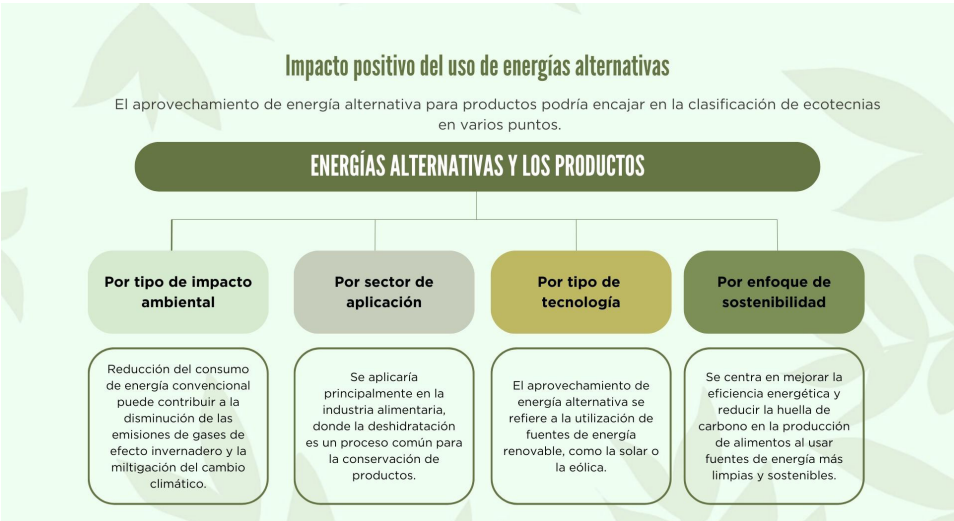 Impacto positivo del uso de energías alternativas
El aprovechamiento de energía alternativa para productos podría encajar en la clasificación de ecotecnias
en varios puntos.
ENERGÍAS ALTERNATIVAS Y LOS PRODUCTOS
Por tipo de impacto
ambiental
Reducción del consumo
de energía convencional
puede contribuir a la
disminución de las
emisiones de gases de
efecto invernadero y la
miltigación del cambio
climático.
Por sector de
aplicación
Se aplicaría
principalmente en la
industria alimentaria,
donde la deshidratación
es un proceso común para
la conservación de
productos.
Por tipo de
tecnología
El aprovechamiento de
energía alternativa se
refiere a la utilización de
fuentes de energía
renovable, como la solar o
la eólica.
Por enfoque de
sostenibilidad
Se centra en mejorar la
eficiencia energética y
reducir la huella de
carbono en la producción
de alimentos al usar
fuentes de energía más
limpias y sostenibles.